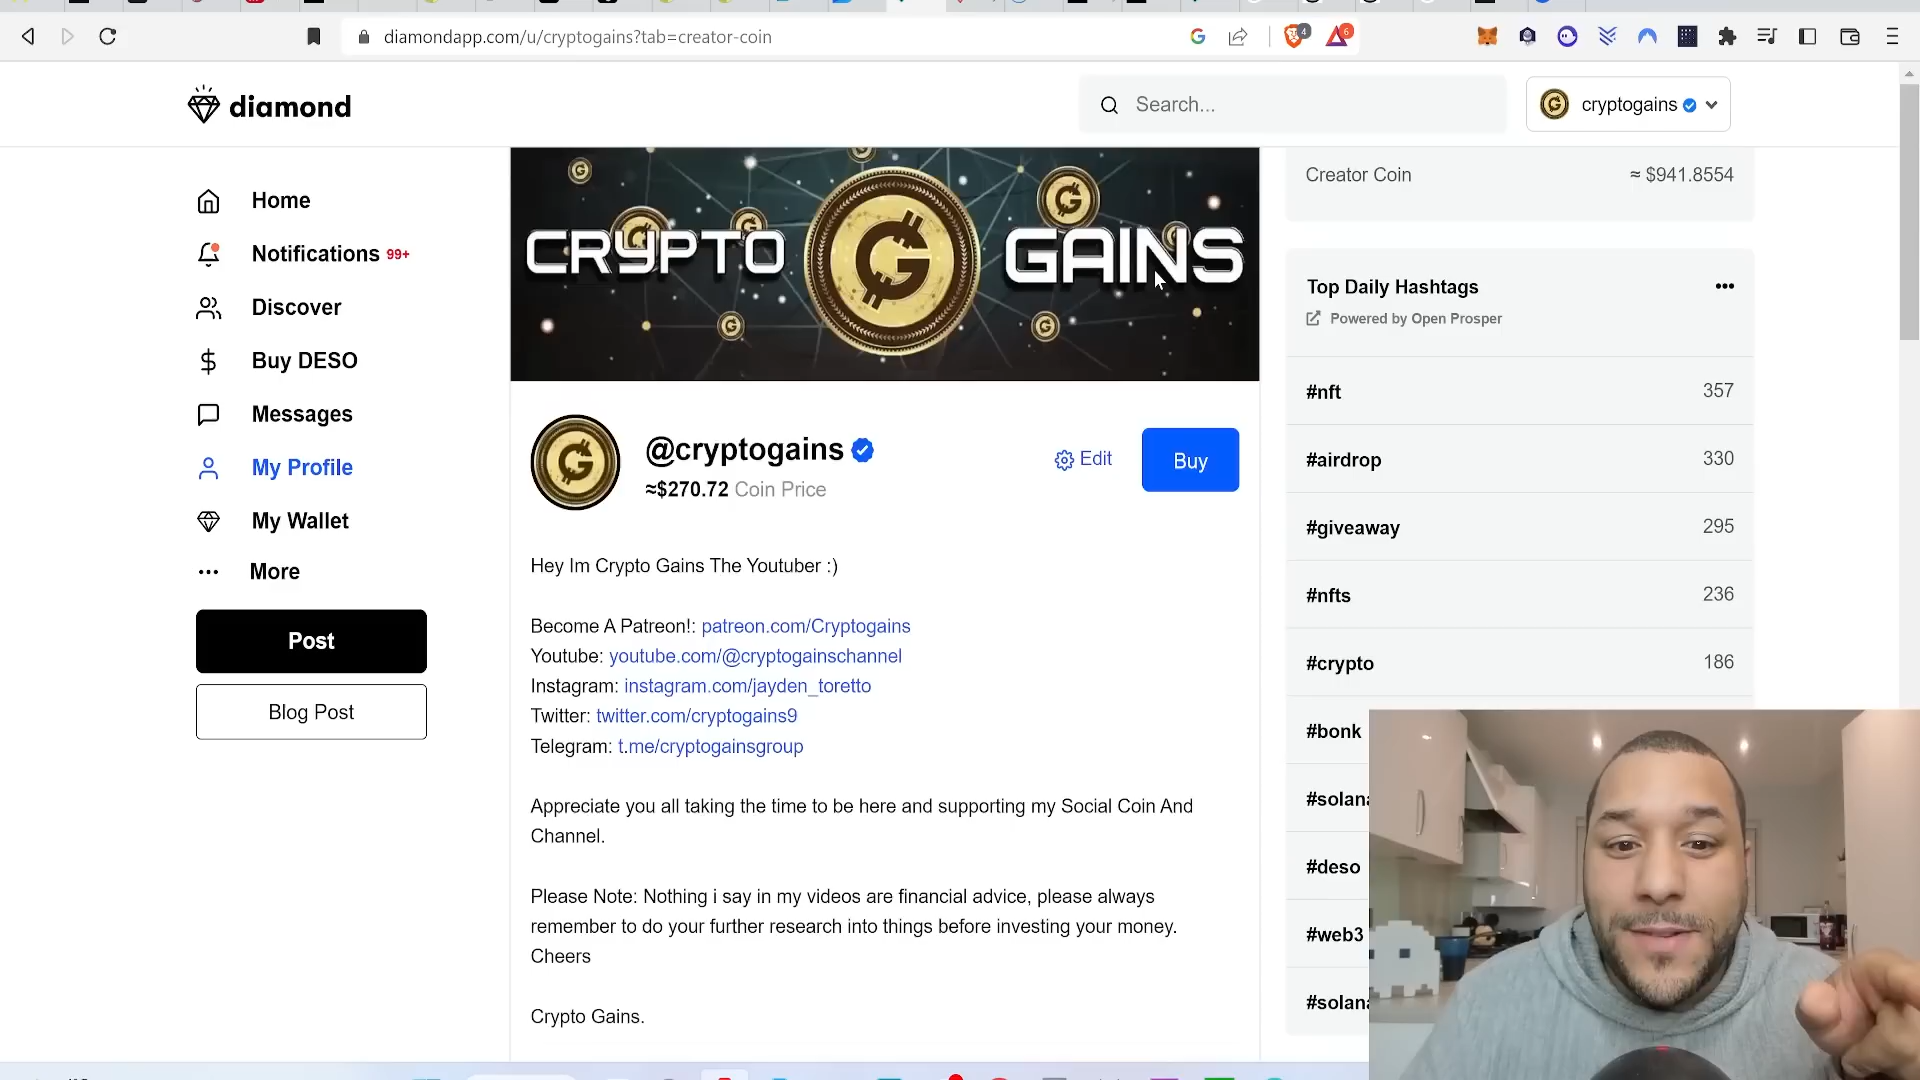 diamondapp.com/u/cryptogains?tab=creator-coin
4
6
diamond
Search...
cryptogains
Home
Notifications 99+
Discover
Buy DESO
Messages
My Profile
My Wallet
More
Post
Blog Post
CRYPTO G GAINS
@cryptogains
≈$270.72 Coin Price
Edit
Buy
Hey Im Crypto Gains The Youtuber :)
Become A Patreon!: patreon.com/Cryptogains
Youtube: youtube.com/@cryptogainschannel
Instagram: instagram.com/jayden_toretto
Twitter: twitter.com/cryptogains9
Telegram: t.me/cryptogainsgroup
Appreciate you all taking the time to be here and supporting my Social Coin And
Channel.
Please Note: Nothing i say in my videos are financial advice, please always
remember to do your further research into things before investing your money.
Cheers
Crypto Gains.
Creator Coin ≈ $941.8554
Top Daily Hashtags
Powered by Open Prosper
#nft 357
#airdrop 330
#giveaway 295
#nfts 236
#crypto 186
#bonk
#solana
#deso
#web3
#solana